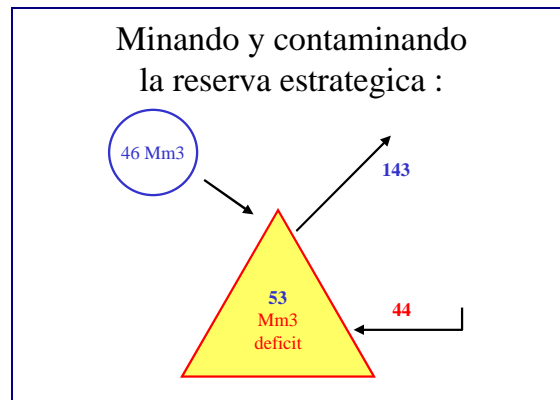 Minando y contaminando
la reserva estrategica :
46 Mm3
143
53
Mm3
deficit
44